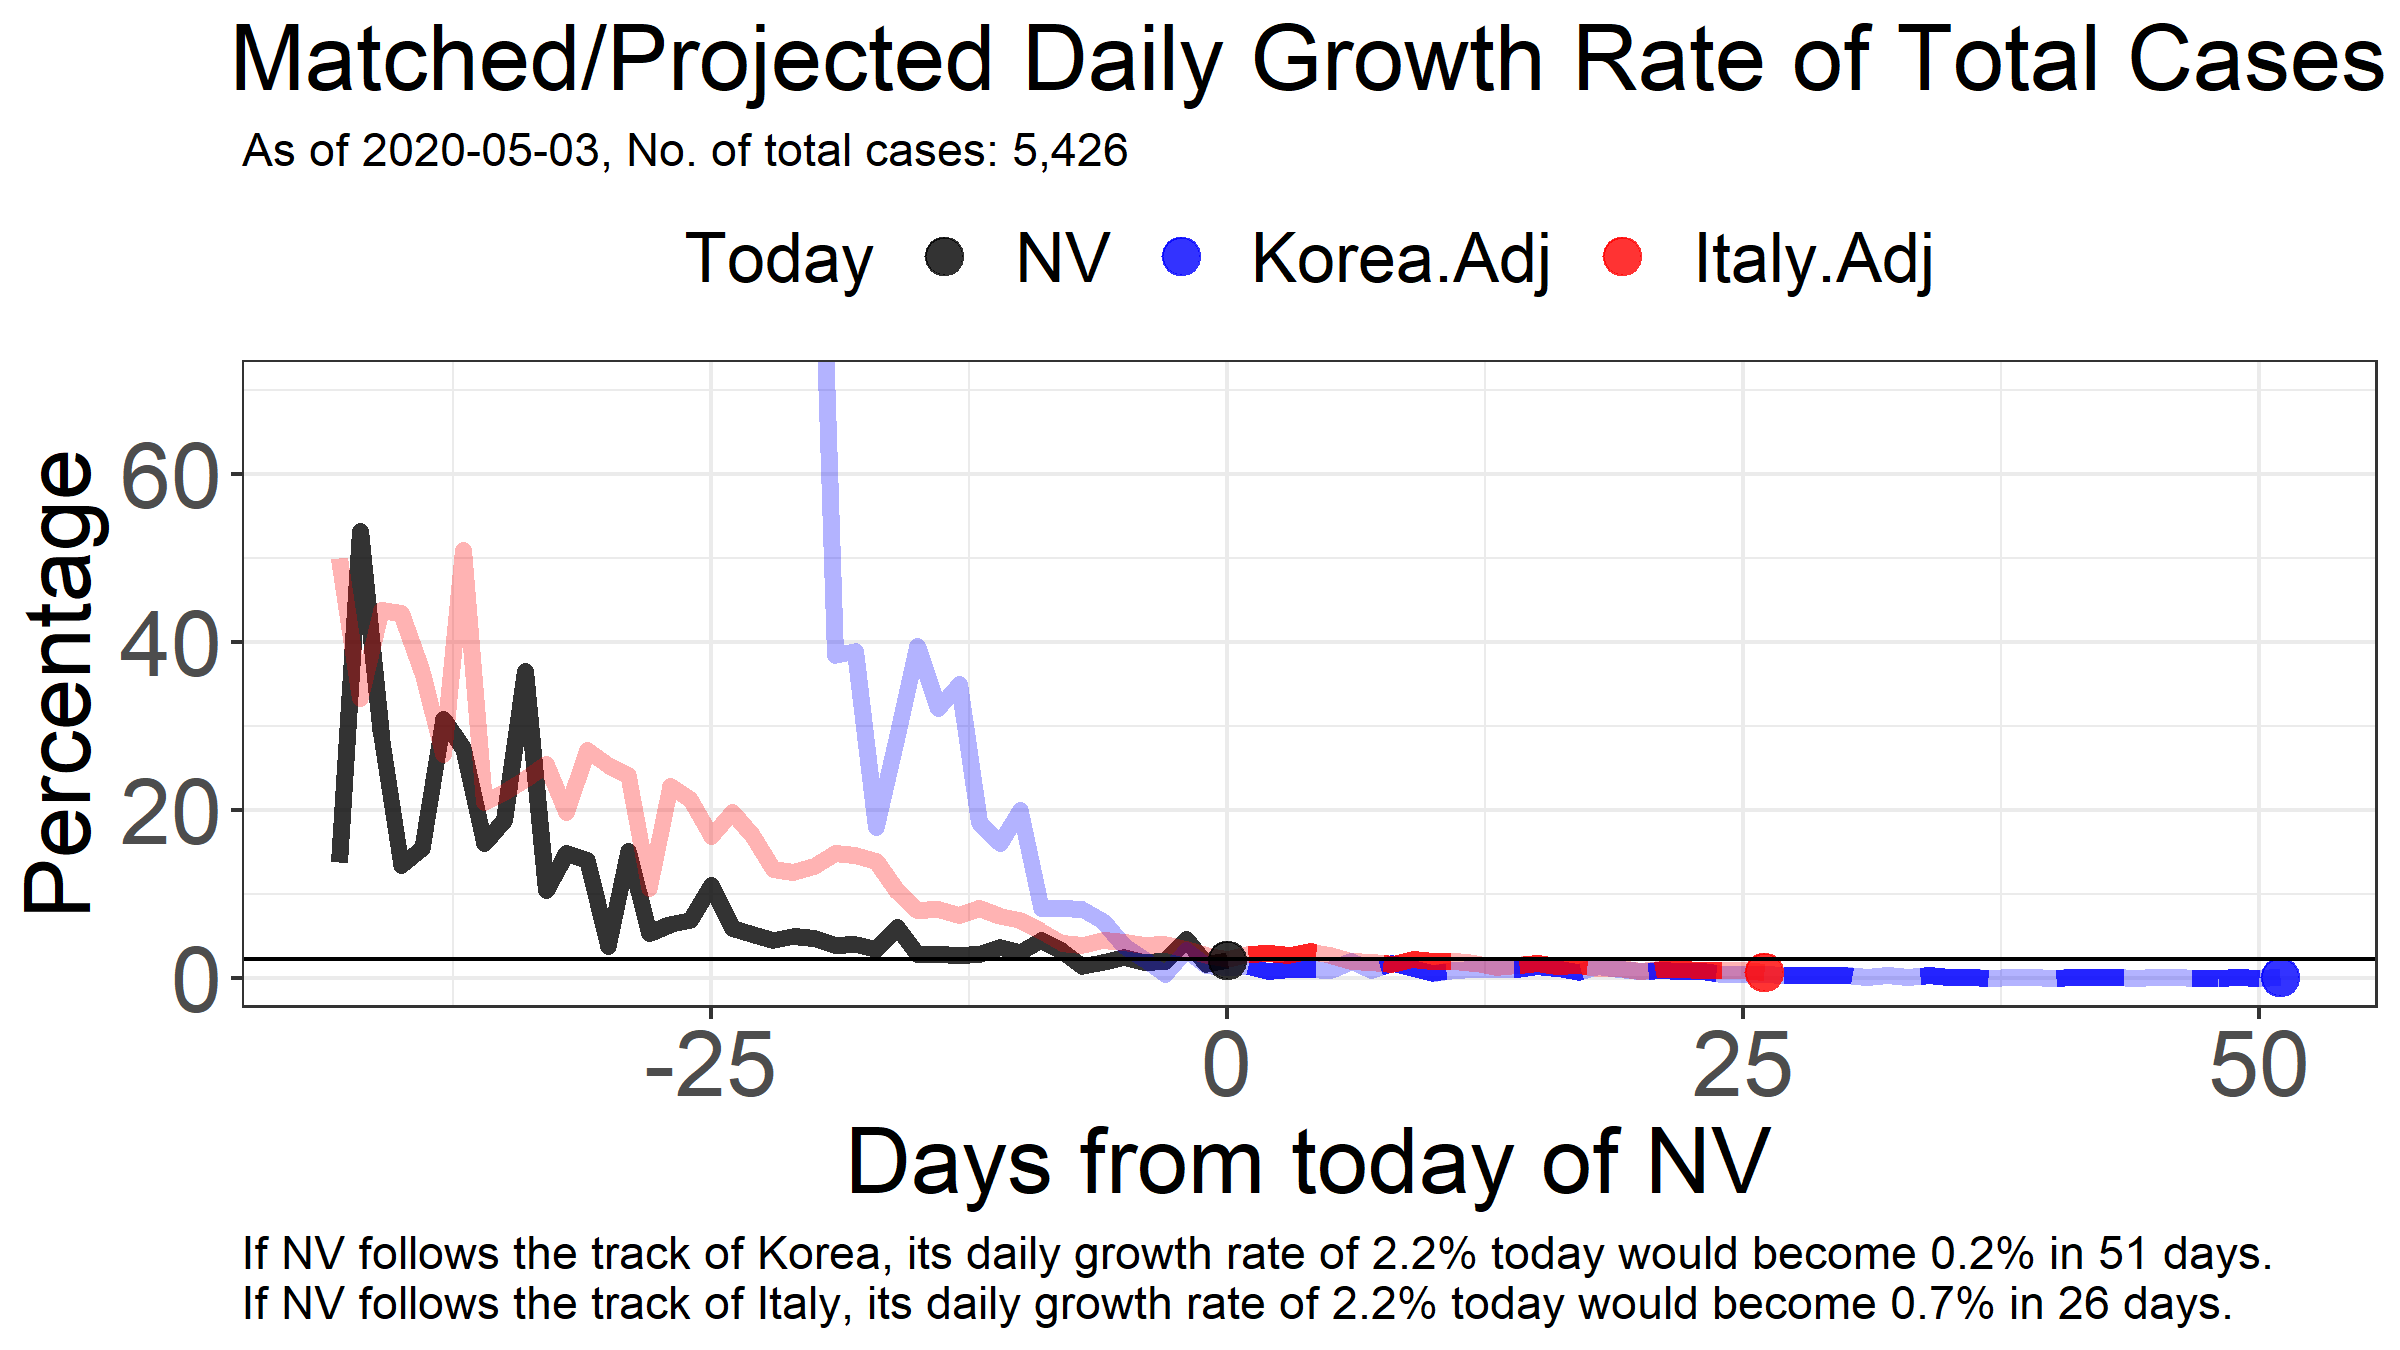 Matched/Projected Daily Growth Rate of Total Cases
As of 2020-05-03, No. of total cases: 5,426
Today NV Korea.Adj Italy.Adj
Percentage
60
40
20
0
-25 0 25 50
Days from today of NV
If NV follows the track of Korea, its daily growth rate of 2.2% today would become 0.2% in 51 days.
If NV follows the track of Italy, its daily growth rate of 2.2% today would become 0.7% in 26 days.